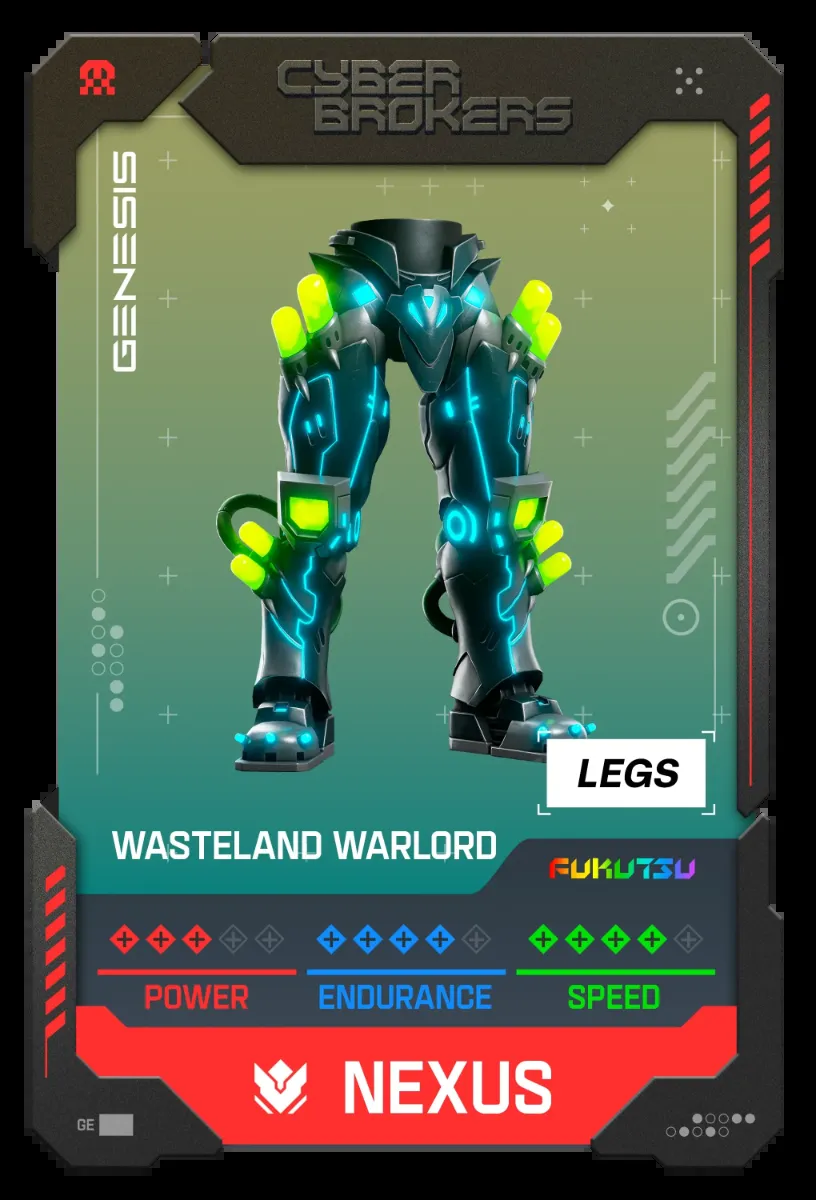 CYBER
BROKERS
GENESIS
LEGS
WASTELAND WARLORD
FUKUTSU
POWER
ENDURANCE
SPEED
NEXUS
GE